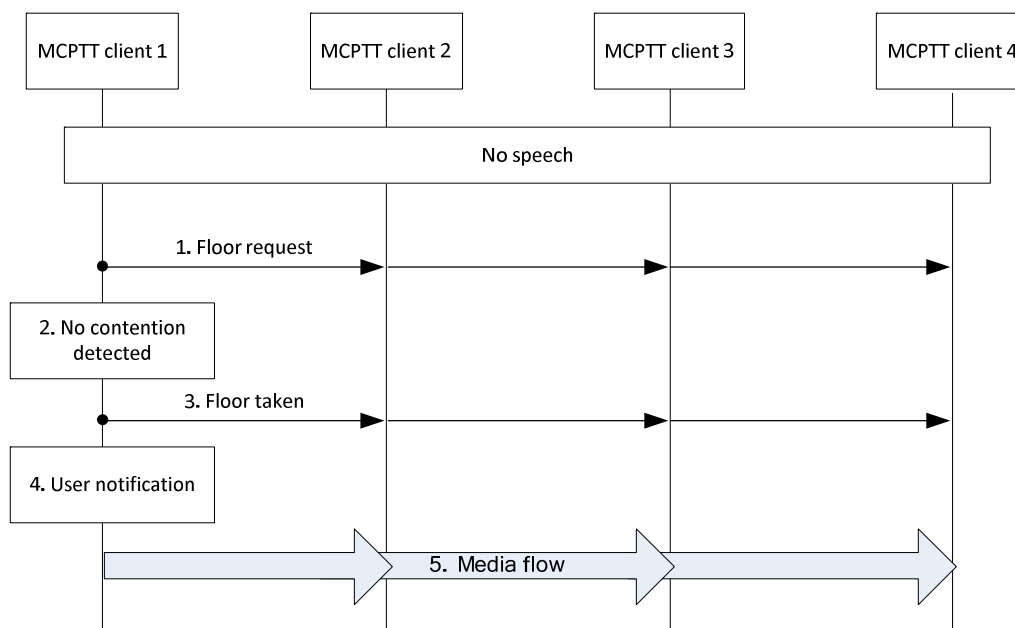 MCPTT client 1
MCPTT client 2
MCPTT client 3
MCPTT client 4
No speech
1. Floor request
2. No contention
detected
3. Floor taken
4. User notification
5. Media flow